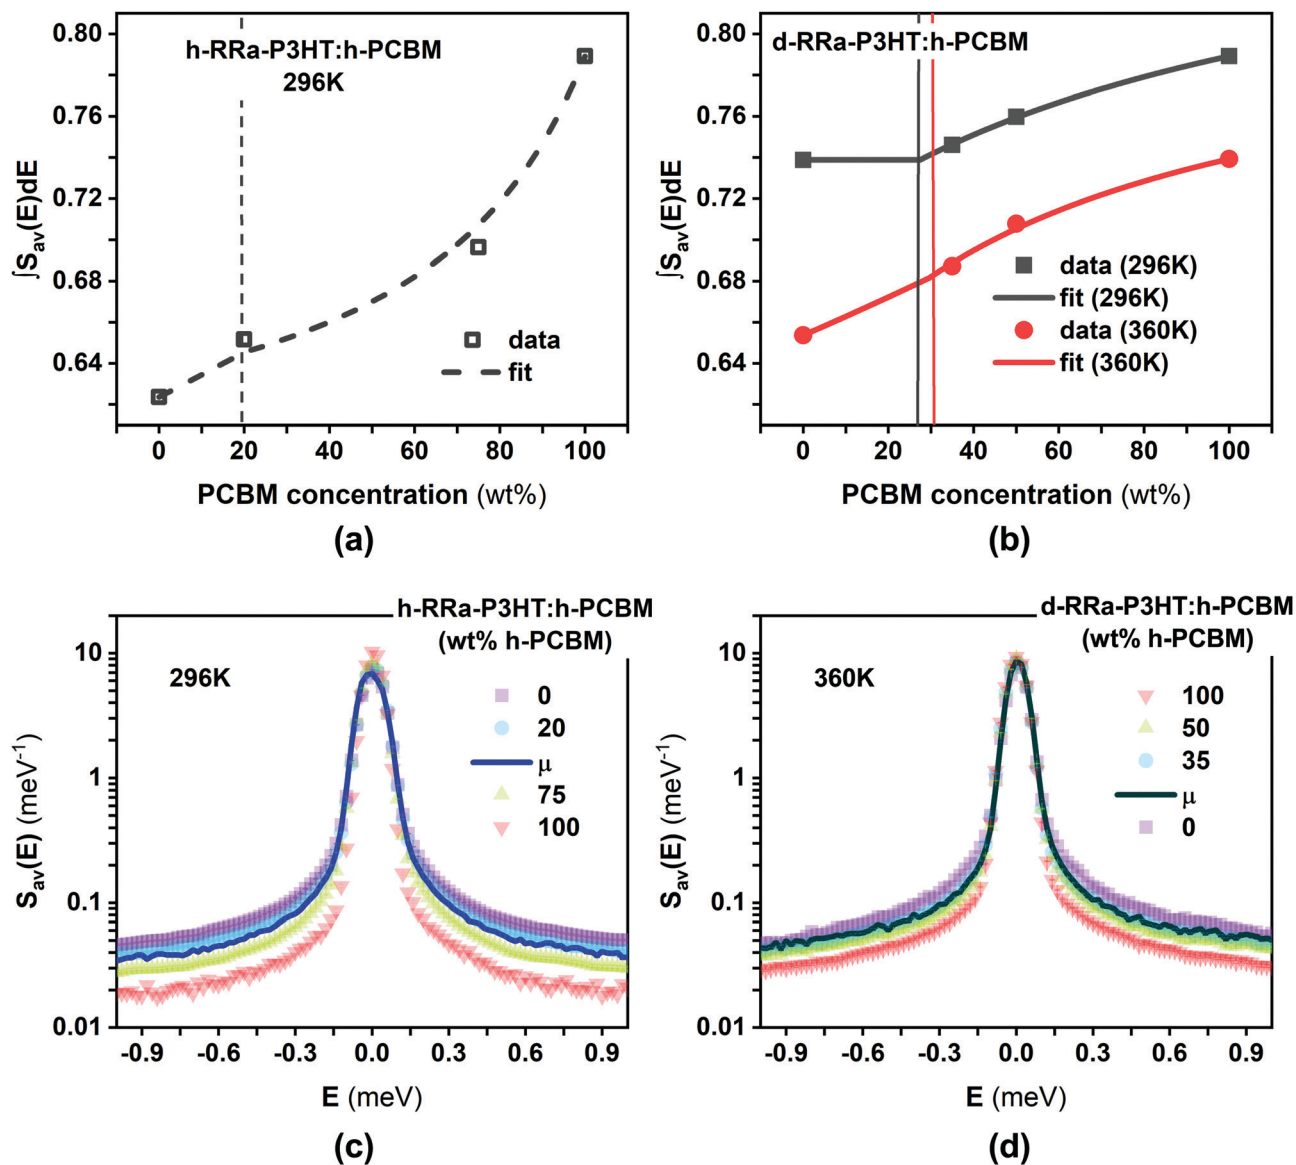 h-RRa-P3HT:h-PCBM
296K
∫S_av(E)dE
0.80
0.76
0.72
0.68
0.64
data
fit
0 20 40 60 80 100
PCBM concentration (wt%)
(a)
d-RRa-P3HT:h-PCBM
∫S_av(E)dE
0.80
0.76
0.72
0.68
0.64
data (296K)
fit (296K)
data (360K)
fit (360K)
0 20 40 60 80 100
PCBM concentration (wt%)
(b)
h-RRa-P3HT:h-PCBM
(wt% h-PCBM)
296K
0
20
μ
75
100
S_av(E) (meV⁻¹)
10
1
0.1
0.01
-0.9 -0.6 -0.3 0.0 0.3 0.6 0.9
E (meV)
(c)
d-RRa-P3HT:h-PCBM
(wt% h-PCBM)
360K
100
50
35
μ
0
S_av(E) (meV⁻¹)
10
1
0.1
0.01
-0.9 -0.6 -0.3 0.0 0.3 0.6 0.9
E (meV)
(d)